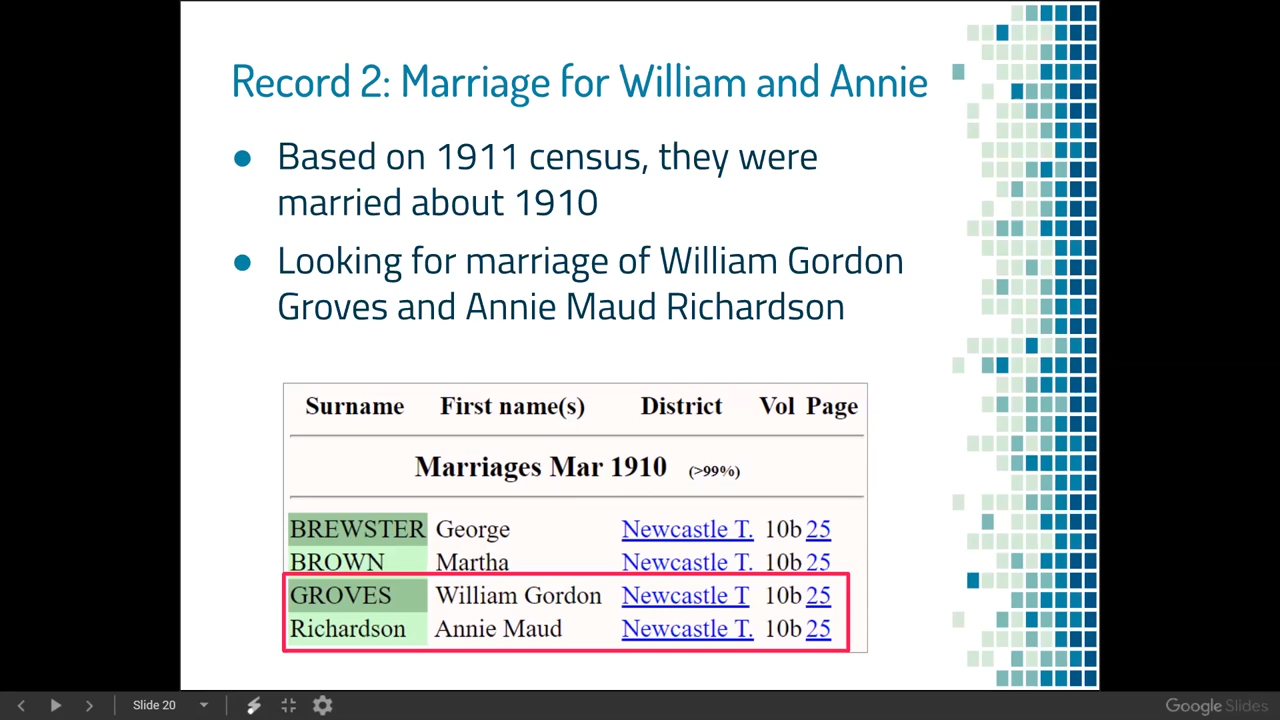 Record 2: Marriage for William and Annie
● Based on 1911 census, they were
married about 1910
● Looking for marriage of William Gordon
Groves and Annie Maud Richardson
Surname First name(s) District Vol Page
Marriages Mar 1910 (>99%)
BREWSTER George Newcastle T. 10b 25
BROWN Martha Newcastle T. 10b 25
GROVES William Gordon Newcastle T 10b 25
Richardson Annie Maud Newcastle T. 10b 25
Slide 20
Google Slides